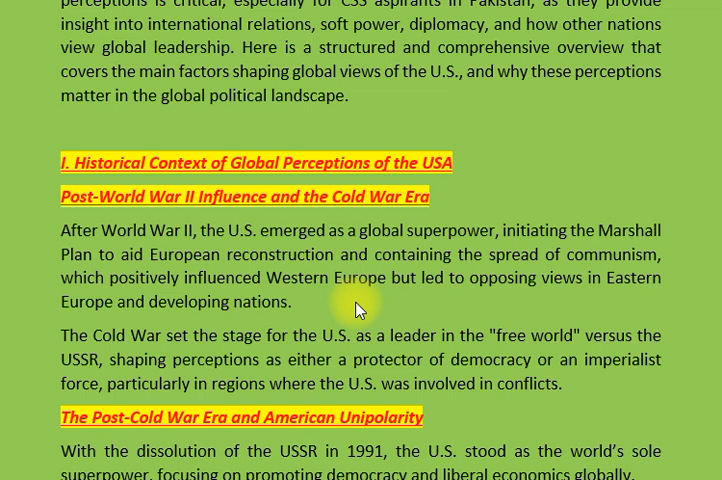 perceptions is critical, especially for CSS aspirants in Pakistan, as they provide
insight into international relations, soft power, diplomacy, and how other nations
view global leadership. Here is a structured and comprehensive overview that
covers the main factors shaping global views of the U.S., and why these perceptions
matter in the global political landscape.
I. Historical Context of Global Perceptions of the USA
Post-World War II Influence and the Cold War Era
After World War II, the U.S. emerged as a global superpower, initiating the Marshall
Plan to aid European reconstruction and containing the spread of communism,
which positively influenced Western Europe but led to opposing views in Eastern
Europe and developing nations.
The Cold War set the stage for the U.S. as a leader in the "free world" versus the
USSR, shaping perceptions as either a protector of democracy or an imperialist
force, particularly in regions where the U.S. was involved in conflicts.
The Post-Cold War Era and American Unipolarity
With the dissolution of the USSR in 1991, the U.S. stood as the world’s sole
superpower, focusing on promoting democracy and liberal economics globally.